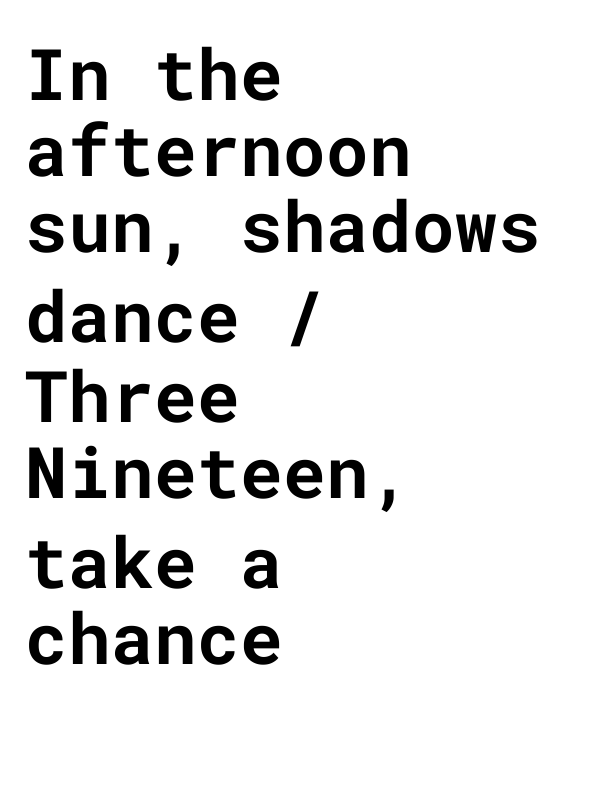 In the
afternoon
sun, shadows
dance /
Three
Nineteen,
take a
chance